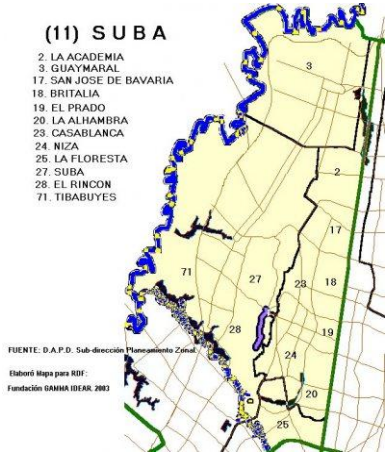 (11) SUBA
2. LA ACADEMIA
3. GUAYMARAL
17. SAN JOSE DE BAVARIA
18. BRITALIA
19. EL PRADO
20. LA ALHAMBRA
23. CASABLANCA
24. NIZA
25. LA FLORESTA
27. SUBA
28. EL RINCON
71. TIBABUYES
3
2
17
71
27
23
18
28
19
24
20
25
FUENTE: D.A.P.D. Sub-dirección Planeamiento Zonal.
Elaboró Mapa para RDF:
Fundación GAMMA IDEAR. 2003